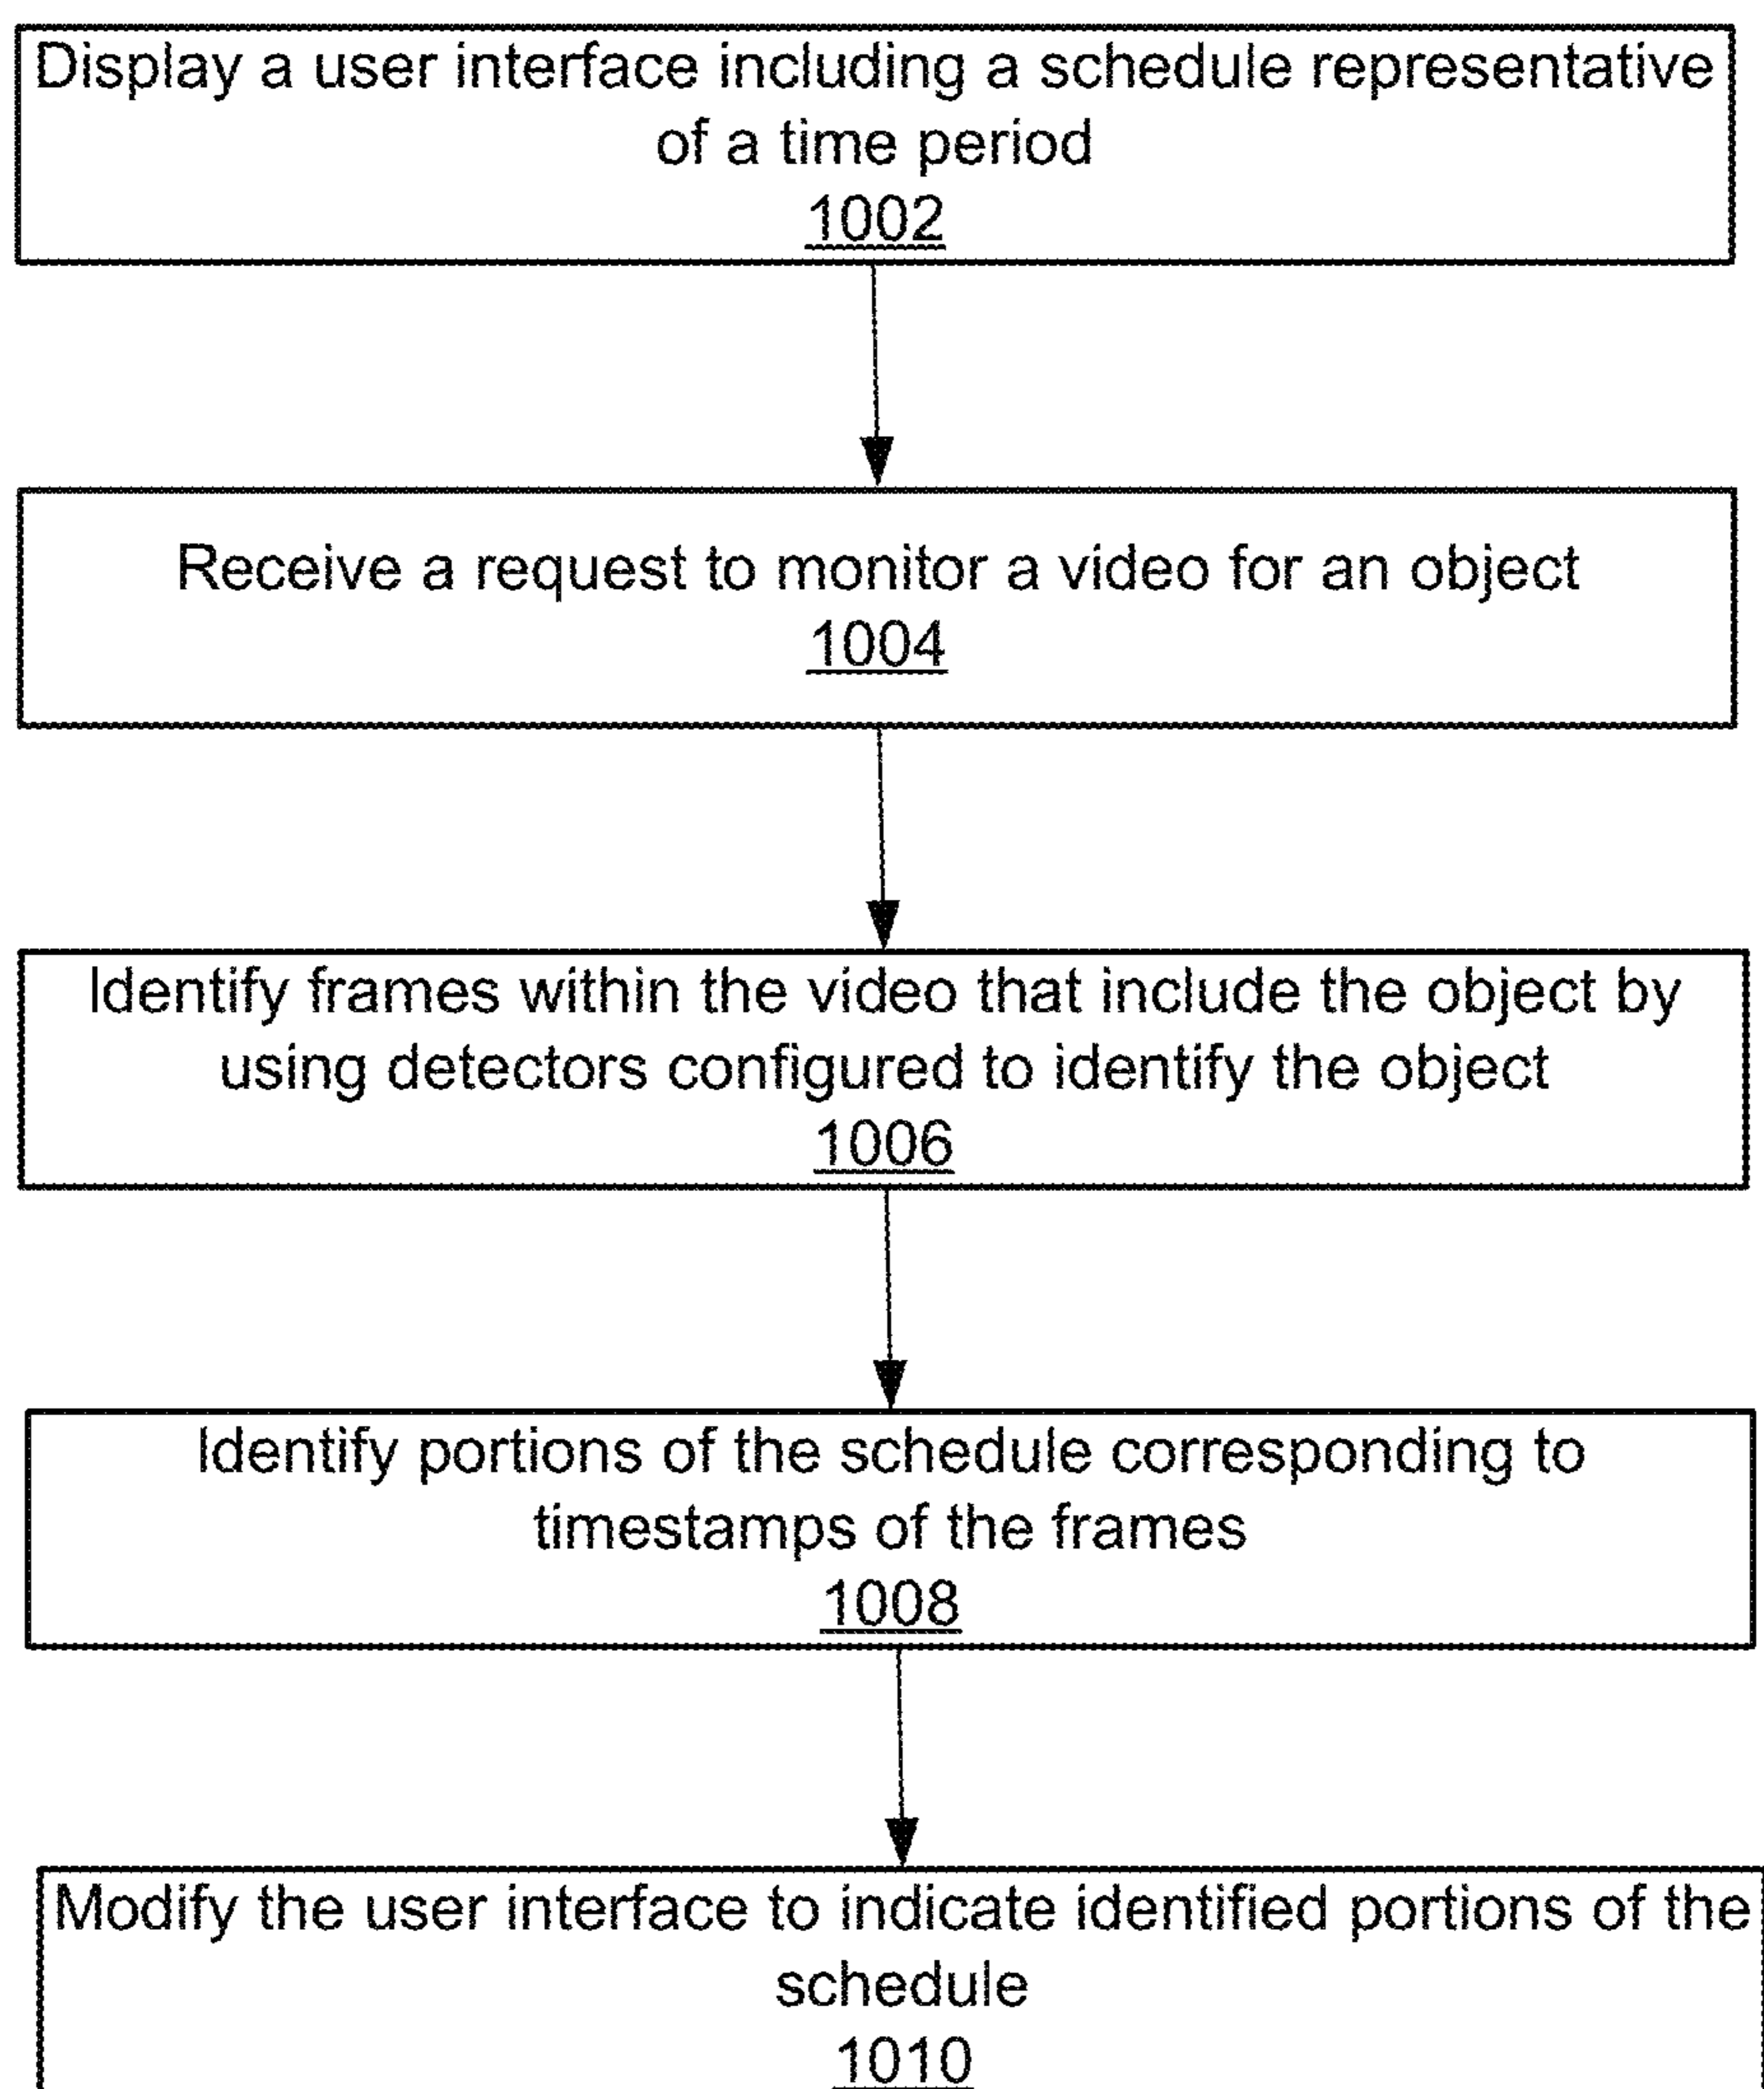 Display a user interface including a schedule representative
of a time period
1002
Receive a request to monitor a video for an object
1004
Identify frames within the video that include the object by
using detectors configured to identify the object
1006
Identify portions of the schedule corresponding to
timestamps of the frames
1008
Modify the user interface to indicate identified portions of the
schedule
1010